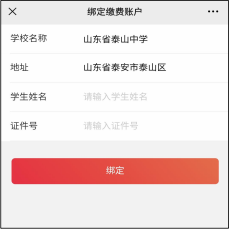 绑定缴费账户
学校名称 山东省泰山中学
地址 山东省泰安市泰山区
学生姓名 请输入学生姓名
证件号 请输入证件号
绑定